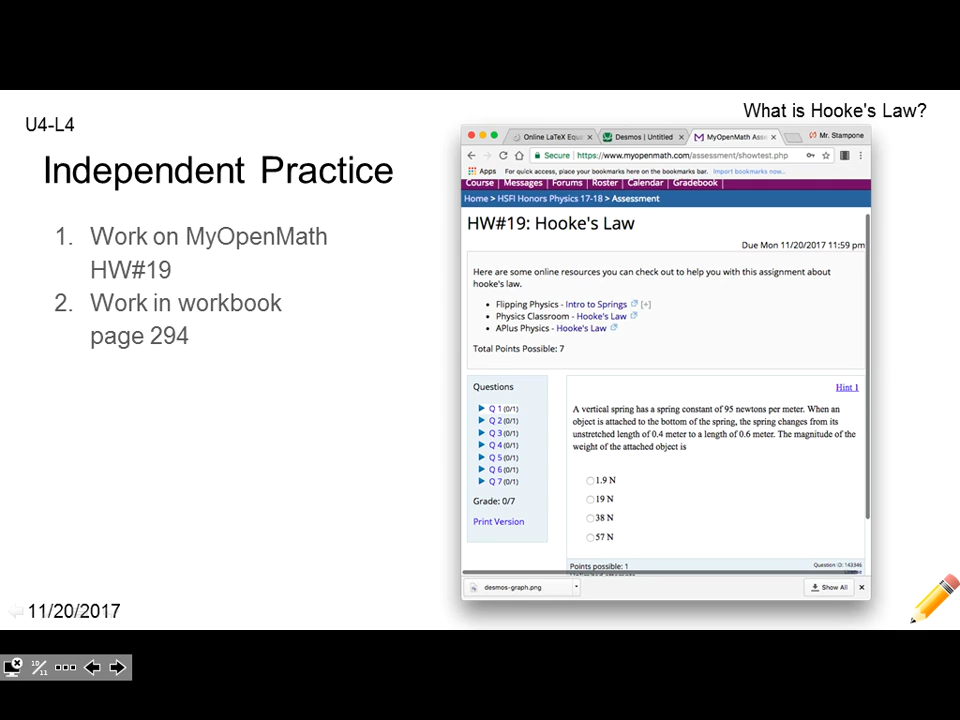 What is Hooke's Law?
U4-L4
Independent Practice
1. Work on MyOpenMath
HW#19
2. Work in workbook
page 294
Online LaTeX Equ
Desmos | Untitled
MyOpenMath Asse
Mr. Stampone
Secure
https://www.myopenmath.com/assessment/showtest.php
Apps
For quick access, place your bookmarks here on the bookmarks bar. Import bookmarks now...
Course | Messages | Forums | Roster | Calendar | Gradebook |
Home > HSFI Honors Physics 17-18 > Assessment
HW#19: Hooke's Law
Due Mon 11/20/2017 11:59 pm
Here are some online resources you can check out to help you with this assignment about
hooke's law.
• Flipping Physics - Intro to Springs [+]
• Physics Classroom - Hooke's Law
• APlus Physics - Hooke's Law
Total Points Possible: 7
Questions
Q 1 (0/1)
Q 2 (0/1)
Q 3 (0/1)
Q 4 (0/1)
Q 5 (0/1)
Q 6 (0/1)
Q 7 (0/1)
Grade: 0/7
Print Version
Hint 1
A vertical spring has a spring constant of 95 newtons per meter. When an
object is attached to the bottom of the spring, the spring changes from its
unstretched length of 0.4 meter to a length of 0.6 meter. The magnitude of the
weight of the attached object is
1.9 N
19 N
38 N
57 N
Points possible: 1
Question ID: 143346
desmos-graph.png
Show All
11/20/2017
10/11